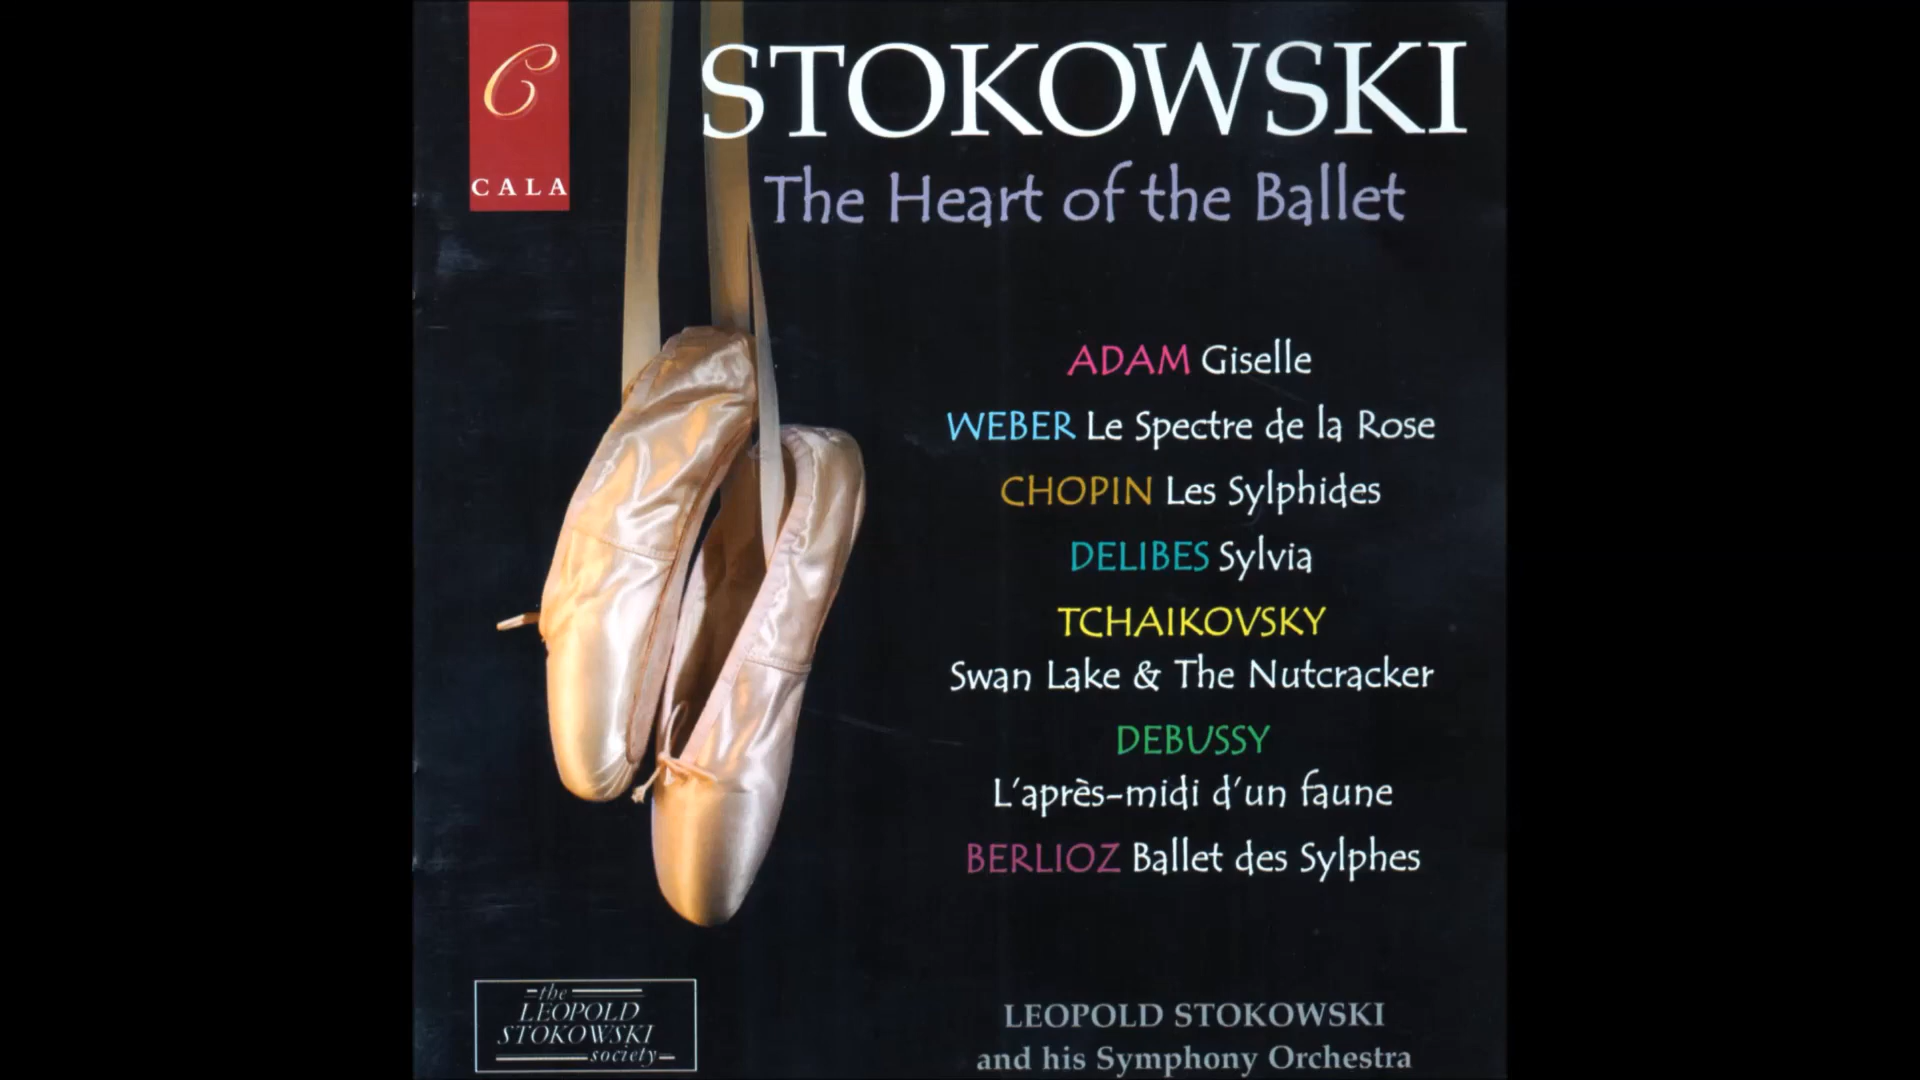 C
CALA
STOKOWSKI
The Heart of the Ballet
ADAM Giselle
WEBER Le Spectre de la Rose
CHOPIN Les Sylphides
DELIBES Sylvia
TCHAIKOVSKY
Swan Lake & The Nutcracker
DEBUSSY
L'après-midi d'un faune
BERLIOZ Ballet des Sylphes
the
LEOPOLD
STOKOWSKI
society
LEOPOLD STOKOWSKI
and his Symphony Orchestra